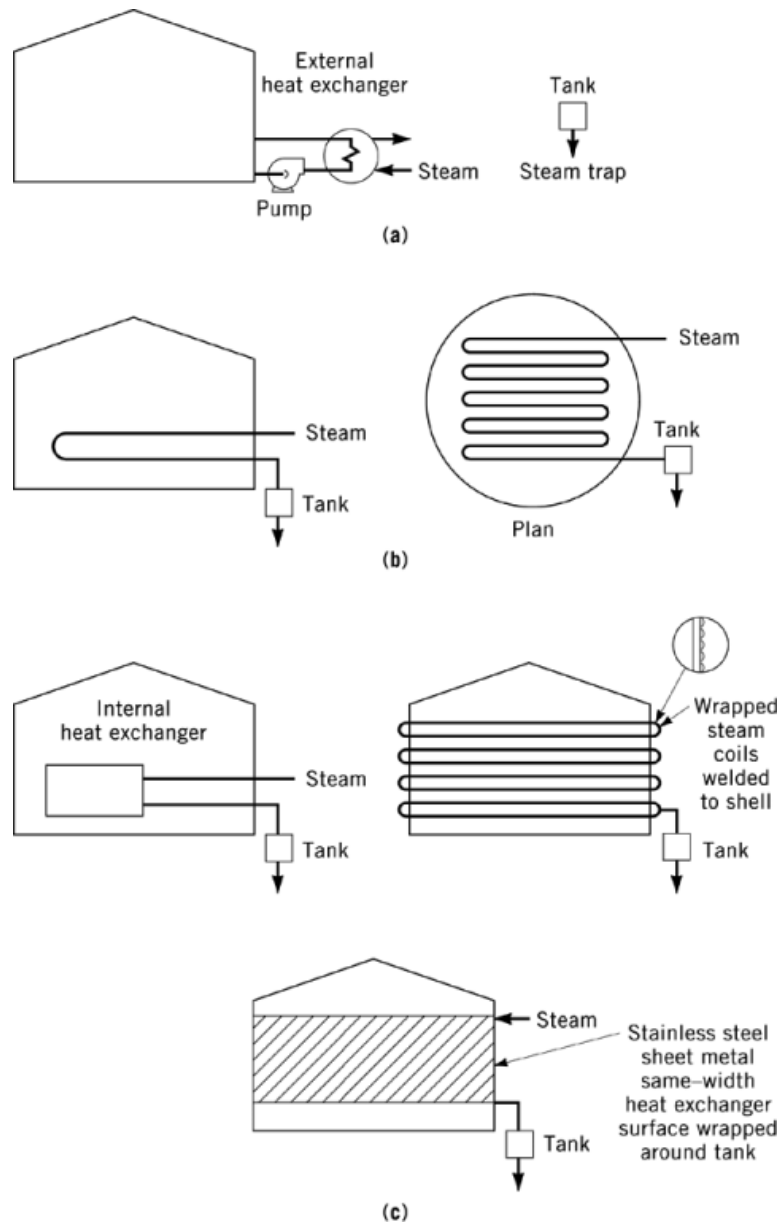 External
heat exchanger
Tank
Steam
Steam trap
Pump
(a)
Steam
Steam
Tank
Tank
Plan
(b)
Internal
heat exchanger
Steam
Tank
Wrapped
steam
coils
welded
to shell
Tank
Steam
Stainless steel
sheet metal
same–width
heat exchanger
surface wrapped
around tank
Tank
(c)